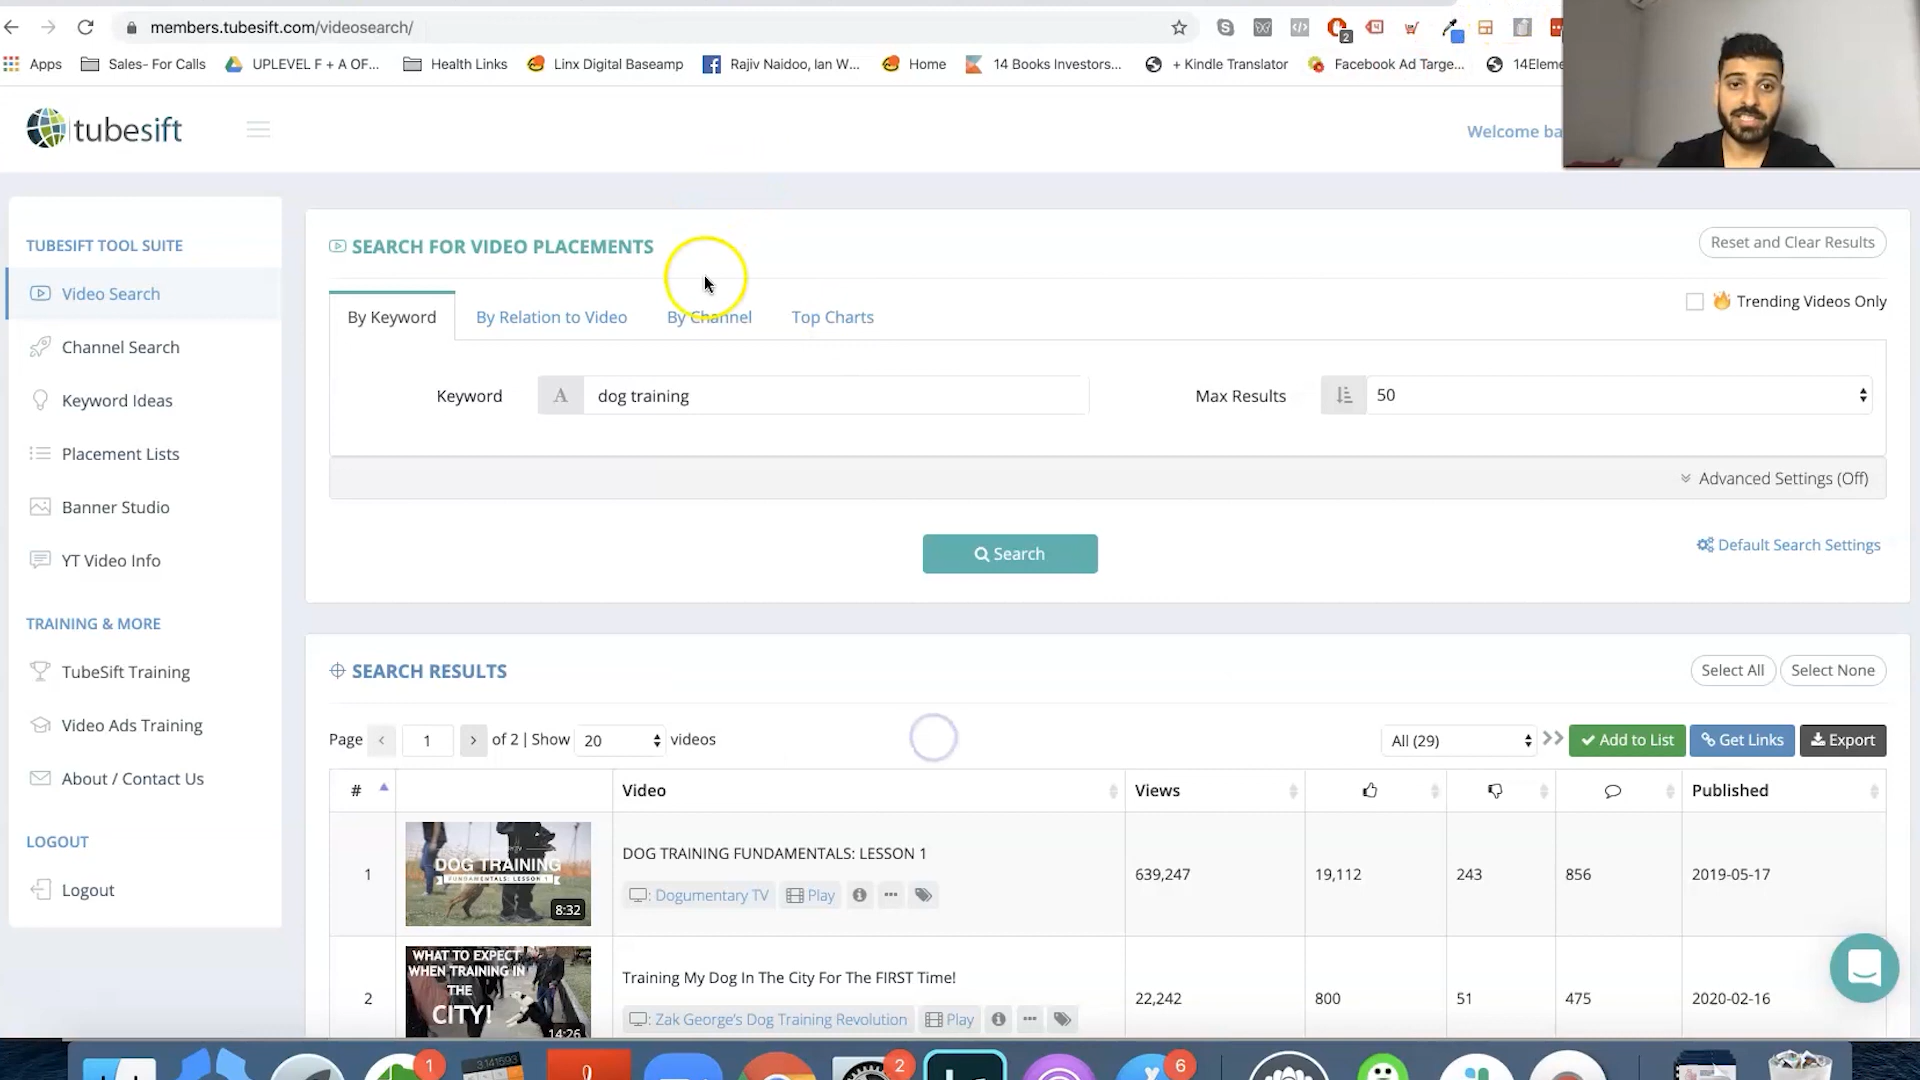 members.tubesift.com/videosearch/
2
Apps
Sales- For Calls
UPLEVEL F + A OF...
Health Links
Linx Digital Baseamp
Rajiv Naidoo, Ian W...
Home
14 Books Investors...
+ Kindle Translator
Facebook Ad Targe...
14Eleme
tubesift
Welcome ba
TUBESIFT TOOL SUITE
Video Search
Channel Search
Keyword Ideas
Placement Lists
Banner Studio
YT Video Info
TRAINING & MORE
TubeSift Training
Video Ads Training
About / Contact Us
LOGOUT
Logout
SEARCH FOR VIDEO PLACEMENTS
Reset and Clear Results
By Keyword
By Relation to Video
By Channel
Top Charts
Trending Videos Only
Keyword
A
dog training
Max Results
50
Advanced Settings (Off)
Search
Default Search Settings
SEARCH RESULTS
Select All
Select None
Page
1
of 2 | Show
20
videos
All (29)
Add to List
Get Links
Export
#
Video
Views
Published
1
DOG TRAINING
FUNDAMENTALS: LESSON 1
8:32
DOG TRAINING FUNDAMENTALS: LESSON 1
: Dogumentary TV
Play
639,247
19,112
243
856
2019-05-17
2
WHAT TO EXPECT
WHEN TRAINING IN
THE
CITY!
14:26
Training My Dog In The City For The FIRST Time!
: Zak George's Dog Training Revolution
Play
22,242
800
51
475
2020-02-16
1
3.141593
2
6